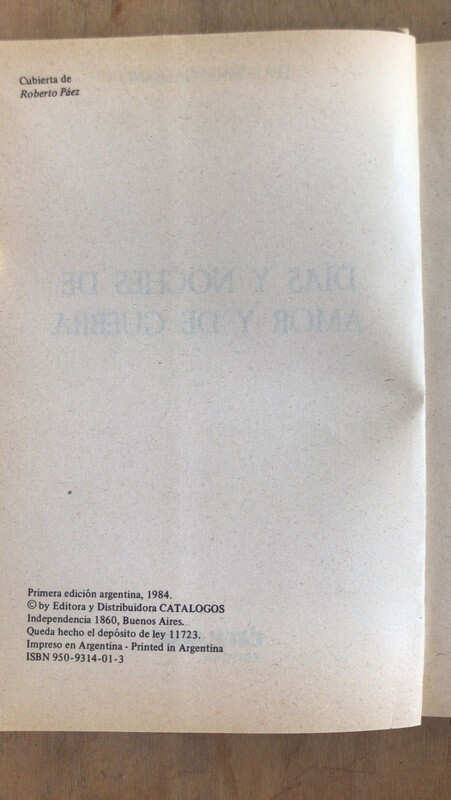 Cubierta de
Roberto Páez
DÍAS Y NOCHES DE
AMOR Y DE GUERRA
Primera edición argentina, 1984.
© by Editora y Distribuidora CATALOGOS
Independencia 1860, Buenos Aires.
Queda hecho el depósito de ley 11723.
Impreso en Argentina - Printed in Argentina
ISBN 950-9314-01-3